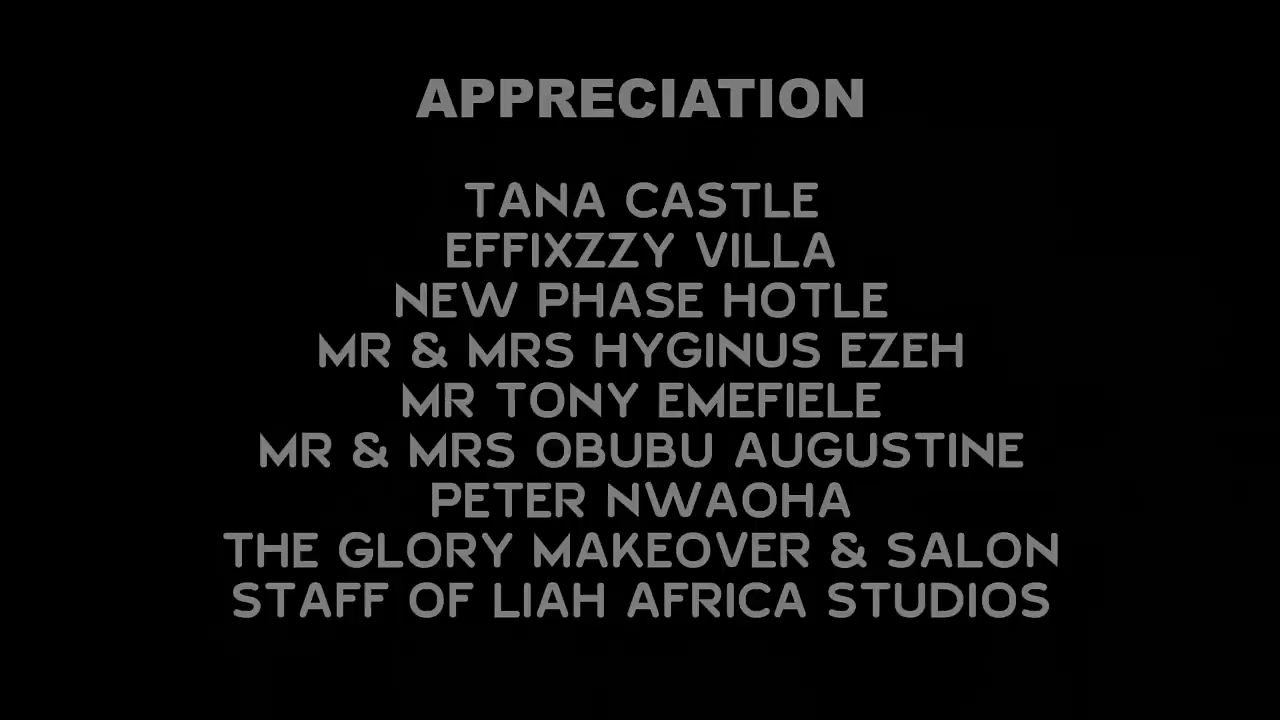 APPRECIATION
TANA CASTLE
EFFIXZZY VILLA
NEW PHASE HOTLE
MR & MRS HYGINUS EZEH
MR TONY EMEFIELE
MR & MRS OBUBU AUGUSTINE
PETER NWAOHA
THE GLORY MAKEOVER & SALON
STAFF OF LIAH AFRICA STUDIOS